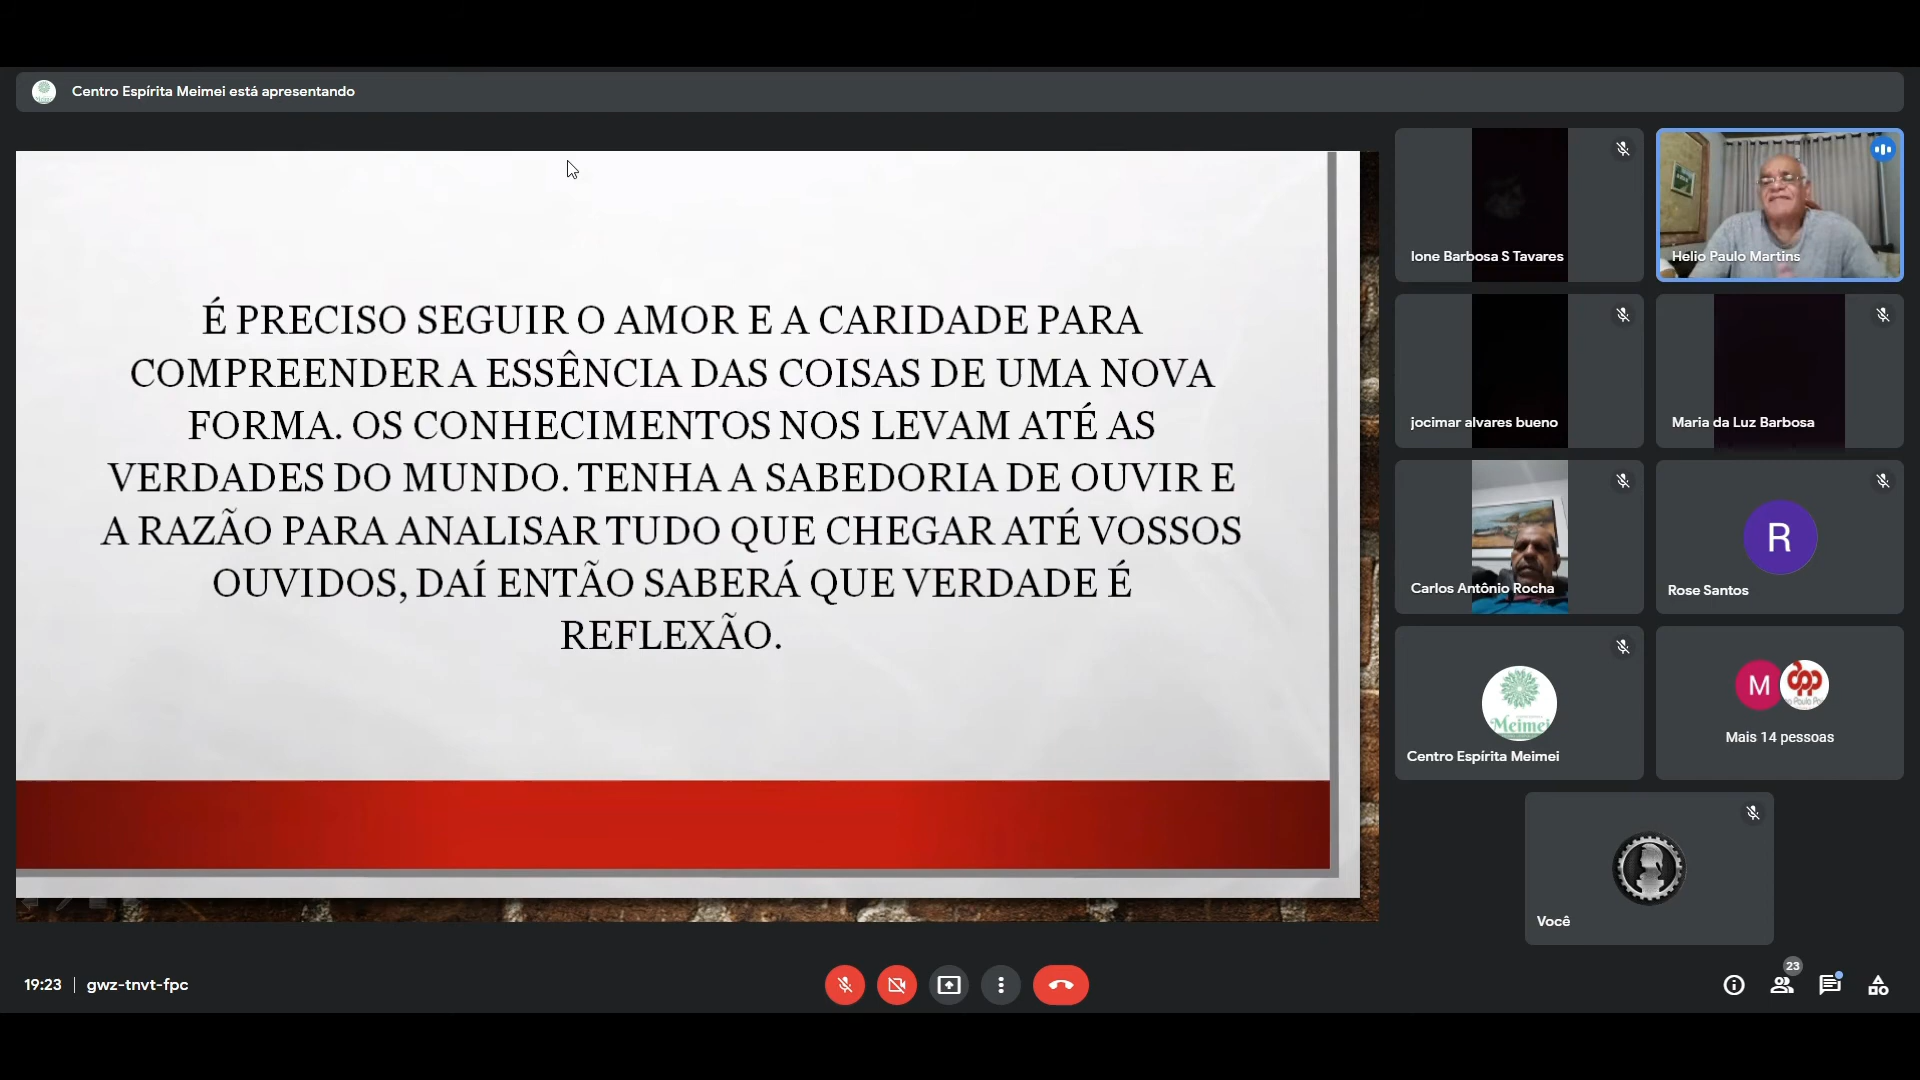 Centro Espírita Meimei está apresentando
É PRECISO SEGUIR O AMOR E A CARIDADE PARA
COMPREENDER A ESSÊNCIA DAS COISAS DE UMA NOVA
FORMA. OS CONHECIMENTOS NOS LEVAM ATÉ AS
VERDADES DO MUNDO. TENHA A SABEDORIA DE OUVIR E
A RAZÃO PARA ANALISAR TUDO QUE CHEGAR ATÉ VOSSOS
OUVIDOS, DAÍ ENTÃO SABERÁ QUE VERDADE É
REFLEXÃO.
Ione Barbosa S Tavares
Helio Paulo Martins
jocimar alvares bueno
Maria da Luz Barbosa
Carlos Antônio Rocha
R
Rose Santos
Meimei
Centro Espírita Meimei
M
Mais 14 pessoas
Você
19:23 | gwz-tnvt-fpc
23